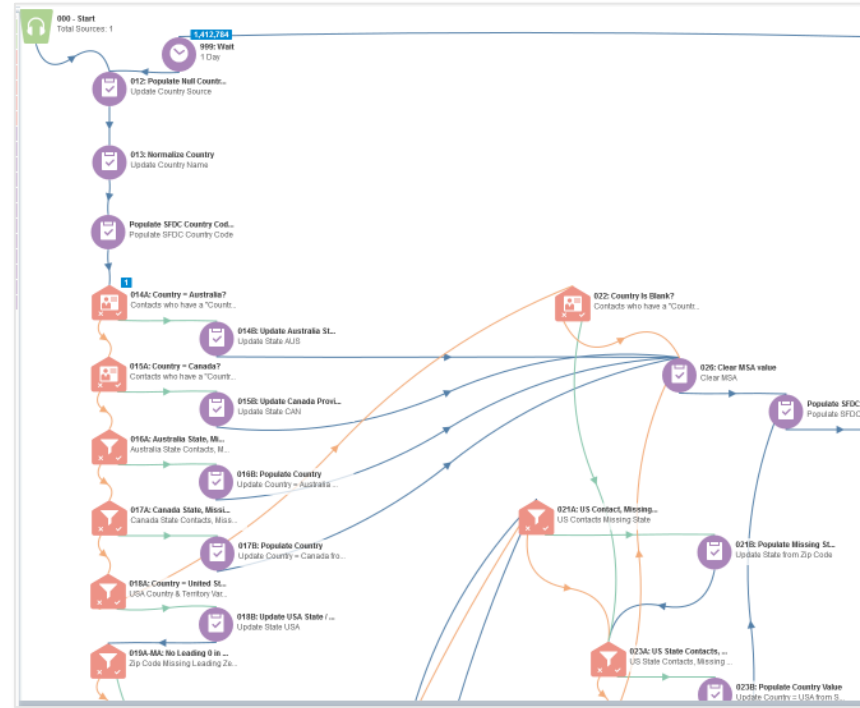 000 - Start
Total Sources: 1
1,412,784
999: Wait
1 Day
012: Populate Null Countr...
Update Country Source
013: Normalize Country
Update Country Name
Populate SFDC Country Cod...
Populate SFDC Country Code
1
014A: Country = Australia?
Contacts who have a "Countr...
014B: Update Australia St...
Update State AUS
015A: Country = Canada?
Contacts who have a "Countr...
015B: Update Canada Provi...
Update State CAN
016A: Australia State, Mi...
Australia State Contacts, M...
016B: Populate Country
Update Country = Australia ...
017A: Canada State, Missi...
Canada State Contacts, Miss...
017B: Populate Country
Update Country = Canada fro...
018A: Country = United St...
USA Country & Territory Var...
018B: Update USA State / ...
Update State USA
019A-MA: No Leading 0 in ...
Zip Code Missing Leading Ze...
022: Country Is Blank?
Contacts who have a "Countr...
026: Clear MSA value
Clear MSA
Populate SFDC
Populate SFDC
021A: US Contact, Missing...
US Contacts Missing State
021B: Populate Missing St...
Update State from Zip Code
023A: US State Contacts, ...
US State Contacts, Missing ...
023B: Populate Country Value
Update Country = USA from S...